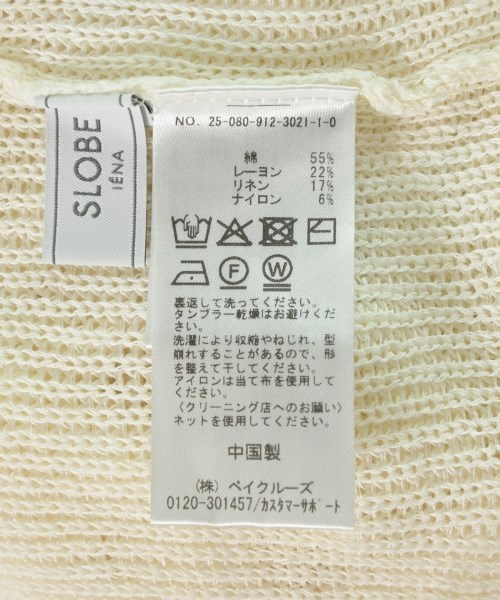 SLOBE
IÉNA
NO. 25-080-912-3021-1-0
綿 55%
レーヨン 22%
リネン 17%
ナイロン 6%
F W
裏返して洗ってください。
タンブラー乾燥はお避けくだ
さい。
洗濯により収縮やねじれ、型
崩れすることがあるので、形
を整えて干してください。
アイロンは当て布を使用して
ください。
〈クリーニング店へのお願い〉
ネットを使用してください。
中国製
(株) ベイクルーズ
0120-301457/カスタマーサポート